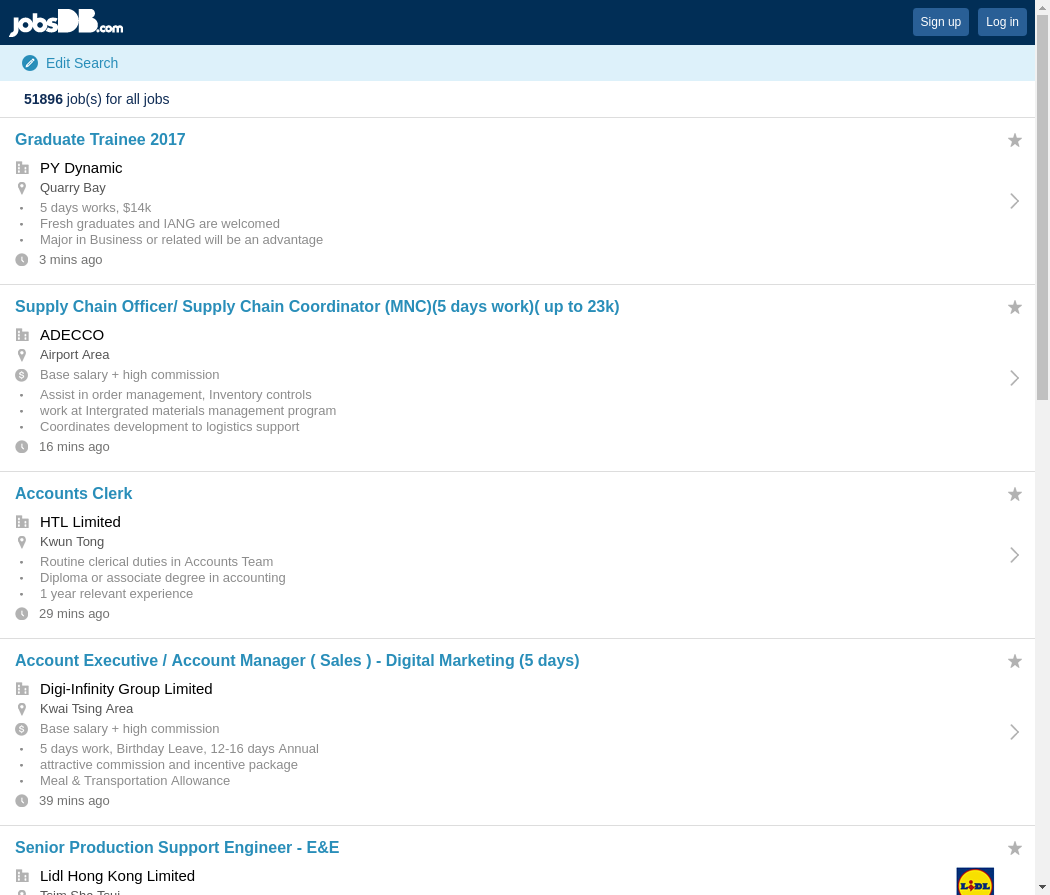 jobsDB.com
Sign up Log in
Edit Search
51896 job(s) for all jobs
Graduate Trainee 2017
PY Dynamic
Quarry Bay
• 5 days works, $14k
• Fresh graduates and IANG are welcomed
• Major in Business or related will be an advantage
3 mins ago
Supply Chain Officer/ Supply Chain Coordinator (MNC)(5 days work)( up to 23k)
ADECCO
Airport Area
Base salary + high commission
• Assist in order management, Inventory controls
• work at Intergrated materials management program
• Coordinates development to logistics support
16 mins ago
Accounts Clerk
HTL Limited
Kwun Tong
• Routine clerical duties in Accounts Team
• Diploma or associate degree in accounting
• 1 year relevant experience
29 mins ago
Account Executive / Account Manager ( Sales ) - Digital Marketing (5 days)
Digi-Infinity Group Limited
Kwai Tsing Area
Base salary + high commission
• 5 days work, Birthday Leave, 12-16 days Annual
• attractive commission and incentive package
• Meal & Transportation Allowance
39 mins ago
Senior Production Support Engineer - E&E
Lidl Hong Kong Limited
LIDL
Tsim Sha Tsui